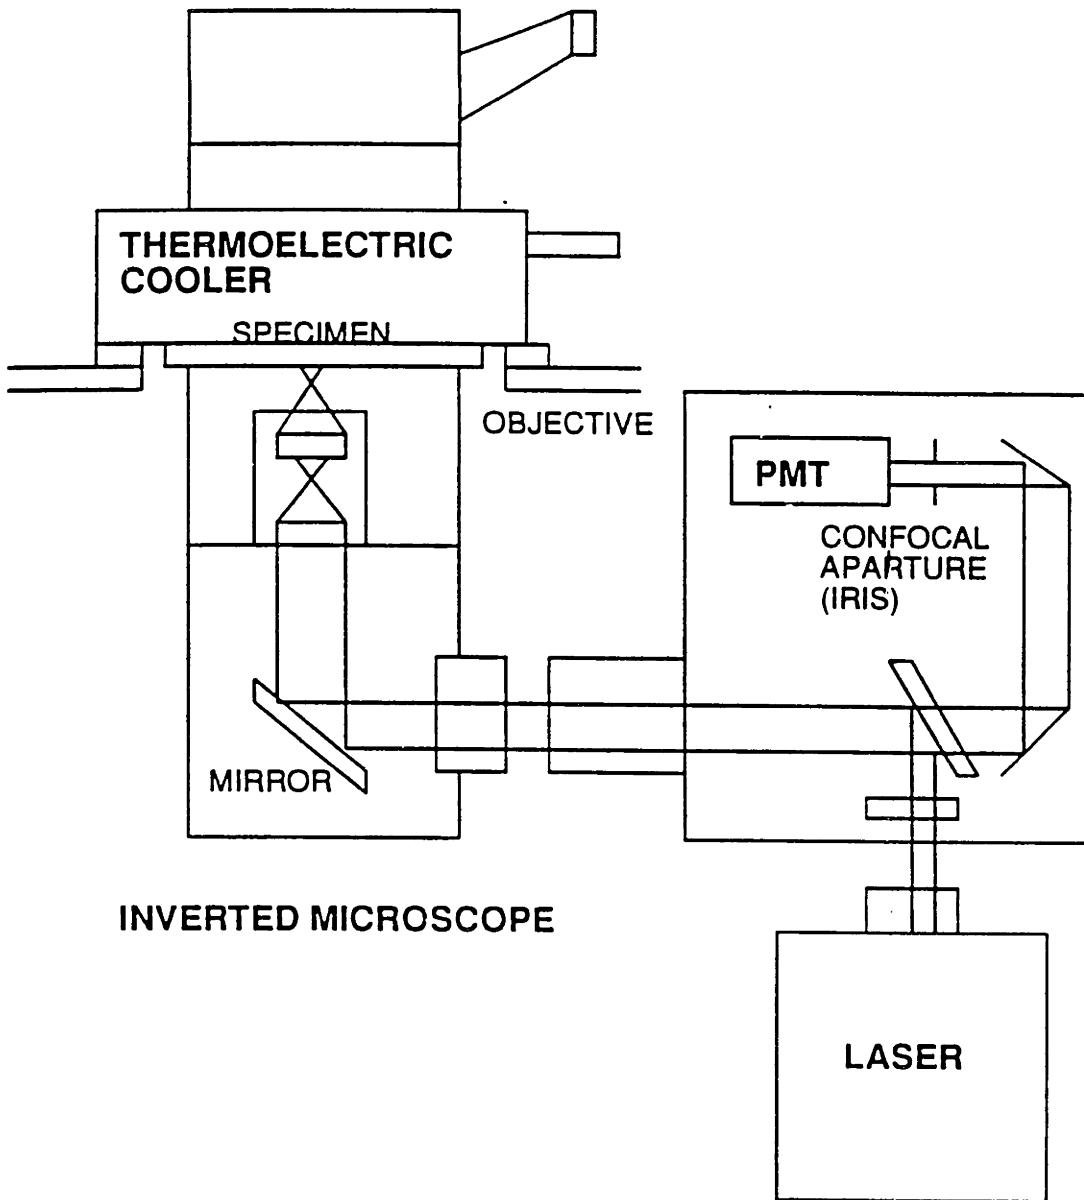 THERMOELECTRIC
COOLER
SPECIMEN
OBJECTIVE
PMT
CONFOCAL
APARTURE
(IRIS)
MIRROR
INVERTED MICROSCOPE
LASER